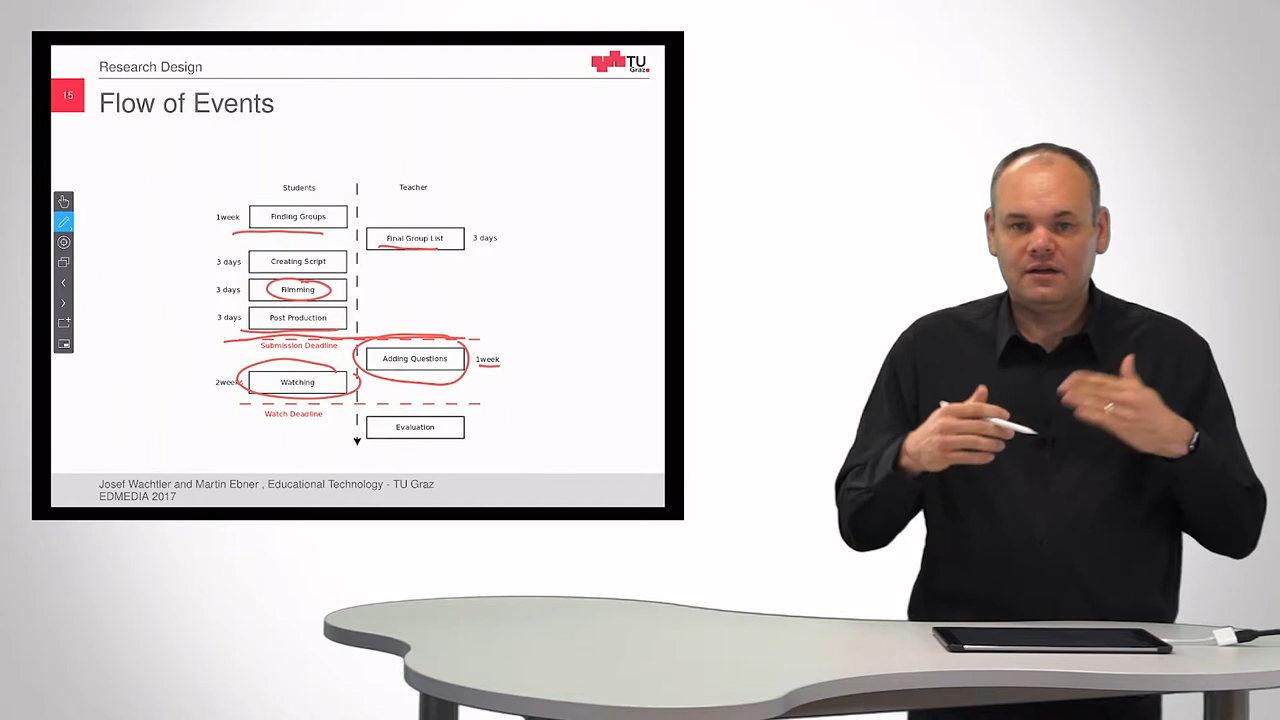 Research Design
TU
Graz
15
Flow of Events
Students Teacher
1week Finding Groups
Final Group List 3 days
3 days Creating Script
3 days Filmming
3 days Post Production
Submission Deadline
Adding Questions 1week
2weeks Watching
Watch Deadline
Evaluation
Josef Wachtler and Martin Ebner , Educational Technology - TU Graz
EDMEDIA 2017